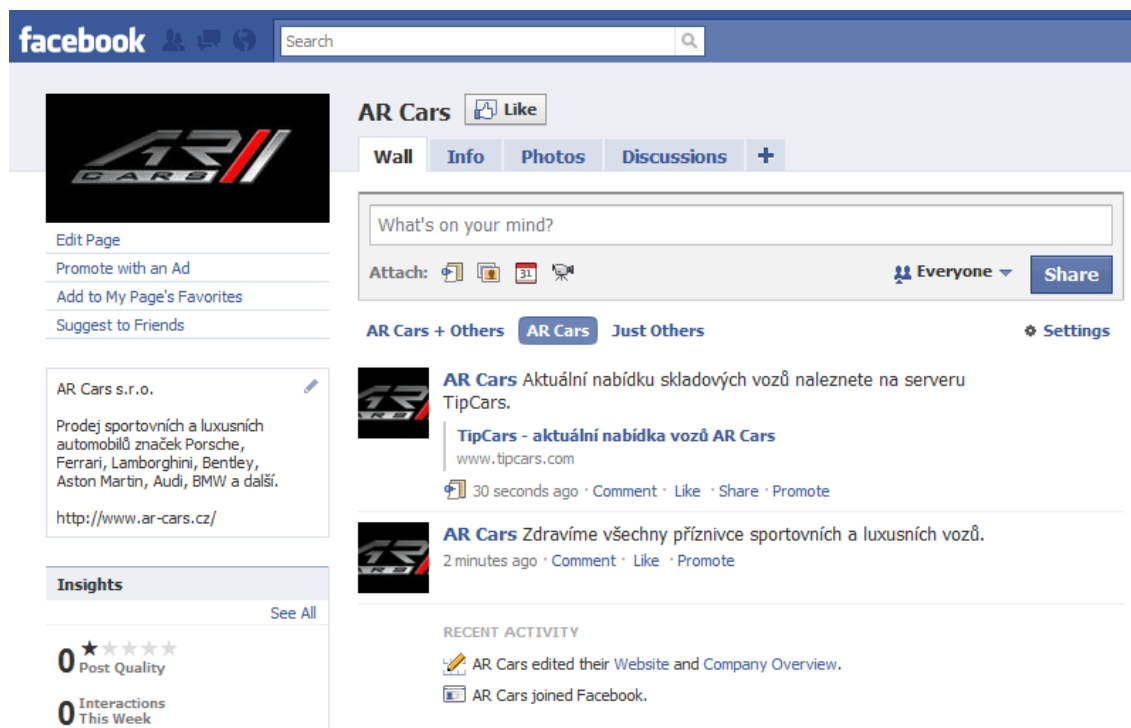 facebook
Search
AR CARS
AR Cars
Like
Wall Info Photos Discussions +
What's on your mind?
Attach: 31 Everyone Share
Edit Page
Promote with an Ad
Add to My Page's Favorites
Suggest to Friends
AR Cars + Others AR Cars Just Others Settings
AR Cars s.r.o.
Prodej sportovních a luxusních
automobilů značek Porsche,
Ferrari, Lamborghini, Bentley,
Aston Martin, Audi, BMW a další.
http://www.ar-cars.cz/
AR Cars Aktuální nabídku skladových vozů naleznete na serveru
TipCars.
TipCars - aktuální nabídka vozů AR Cars
www.tipcars.com
30 seconds ago · Comment · Like · Share · Promote
AR Cars Zdravíme všechny příznivce sportovních a luxusních vozů.
2 minutes ago · Comment · Like · Promote
Insights
See All
0 Post Quality
0 Interactions
This Week
RECENT ACTIVITY
AR Cars edited their Website and Company Overview.
AR Cars joined Facebook.